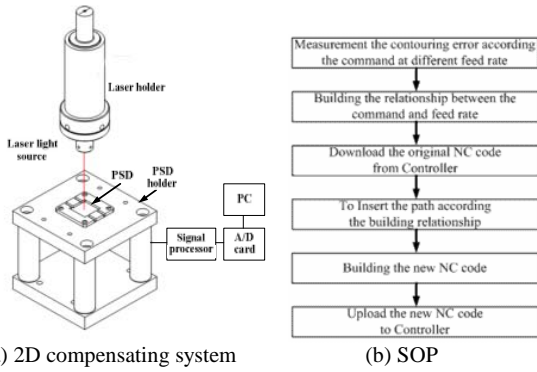 Laser holder
Laser light
source
PSD
PSD
holder
PC
Signal
processor
A/D
card
) 2D compensating system
Measurement the contouring error according
the command at different feed rate
Building the relationship between the
command and feed rate
Download the original NC code
from Controller
To Insert the path according
the building relationship
Building the new NC code
Upload the new NC code
to Controller
(b) SOP